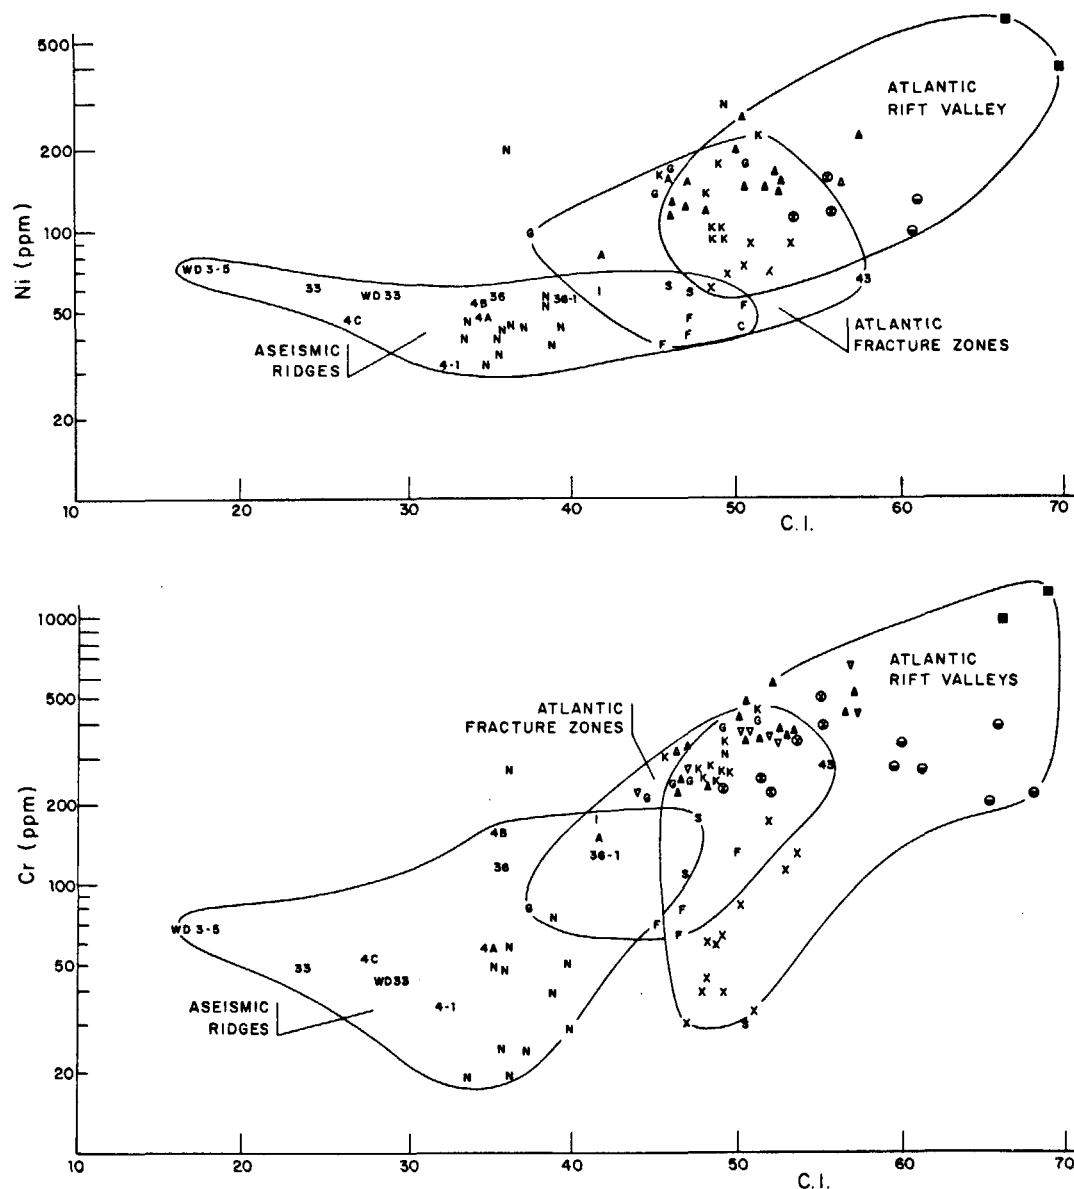 500
200
100
50
20
Ni (ppm)
ATLANTIC
RIFT VALLEY
WD 3-5
33
WD 33
4C
4B
36
4A
36-1
4-1
43
ASEISMIC
RIDGES
ATLANTIC
FRACTURE ZONES
10 20 30 40 50 60 70
C.I.
1000
500
200
100
50
20
Cr (ppm)
ATLANTIC
RIFT VALLEYS
ATLANTIC
FRACTURE ZONES
43
4B
36
36-1
WD 3-5
4A
4C
33
WD33
4-1
ASEISMIC
RIDGES
10 20 30 40 50 60 70
C.I.